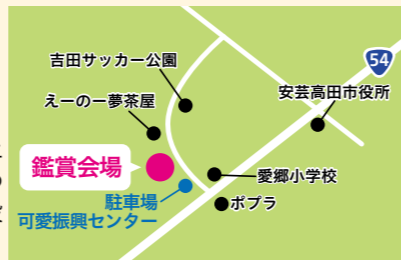 54
吉田サッカー公園
安芸高田市役所
えーのー夢茶屋
鑑賞会場
愛郷小学校
駐車場
可愛振興センター
ポプラ